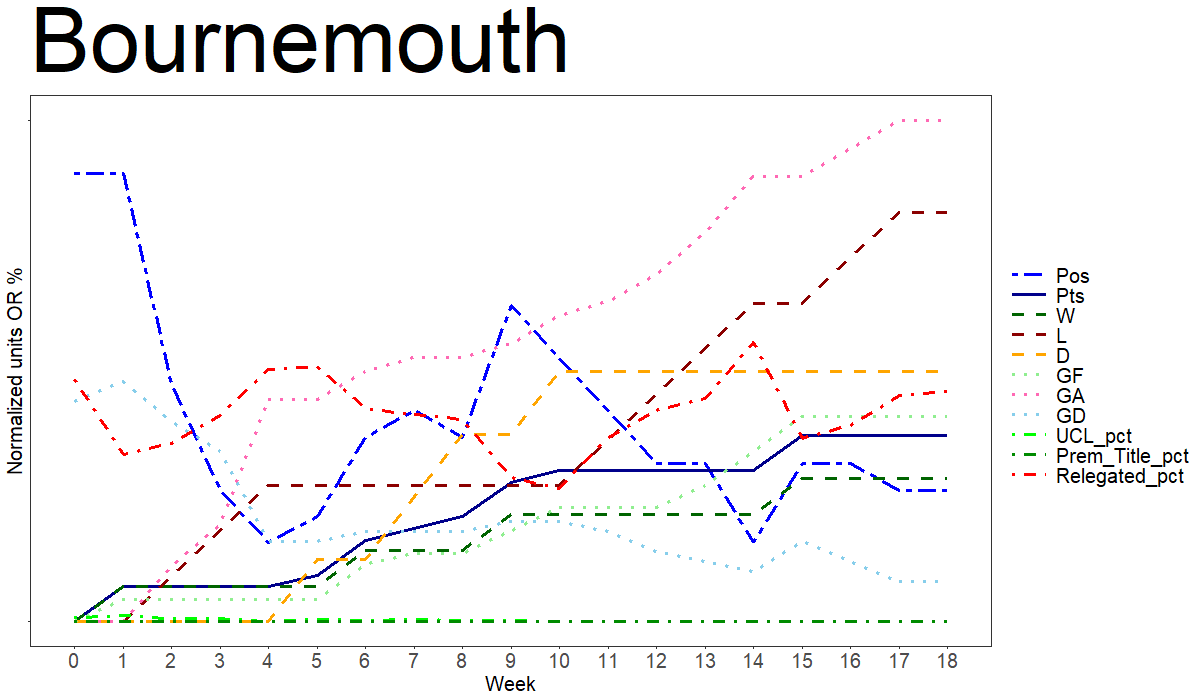 Bournemouth
Normalized units OR %
0 1 2 3 4 5 6 7 8 9 10 11 12 13 14 15 16 17 18
Week
Pos
Pts
W
L
D
GF
GA
GD
UCL_pct
Prem_Title_pct
Relegated_pct